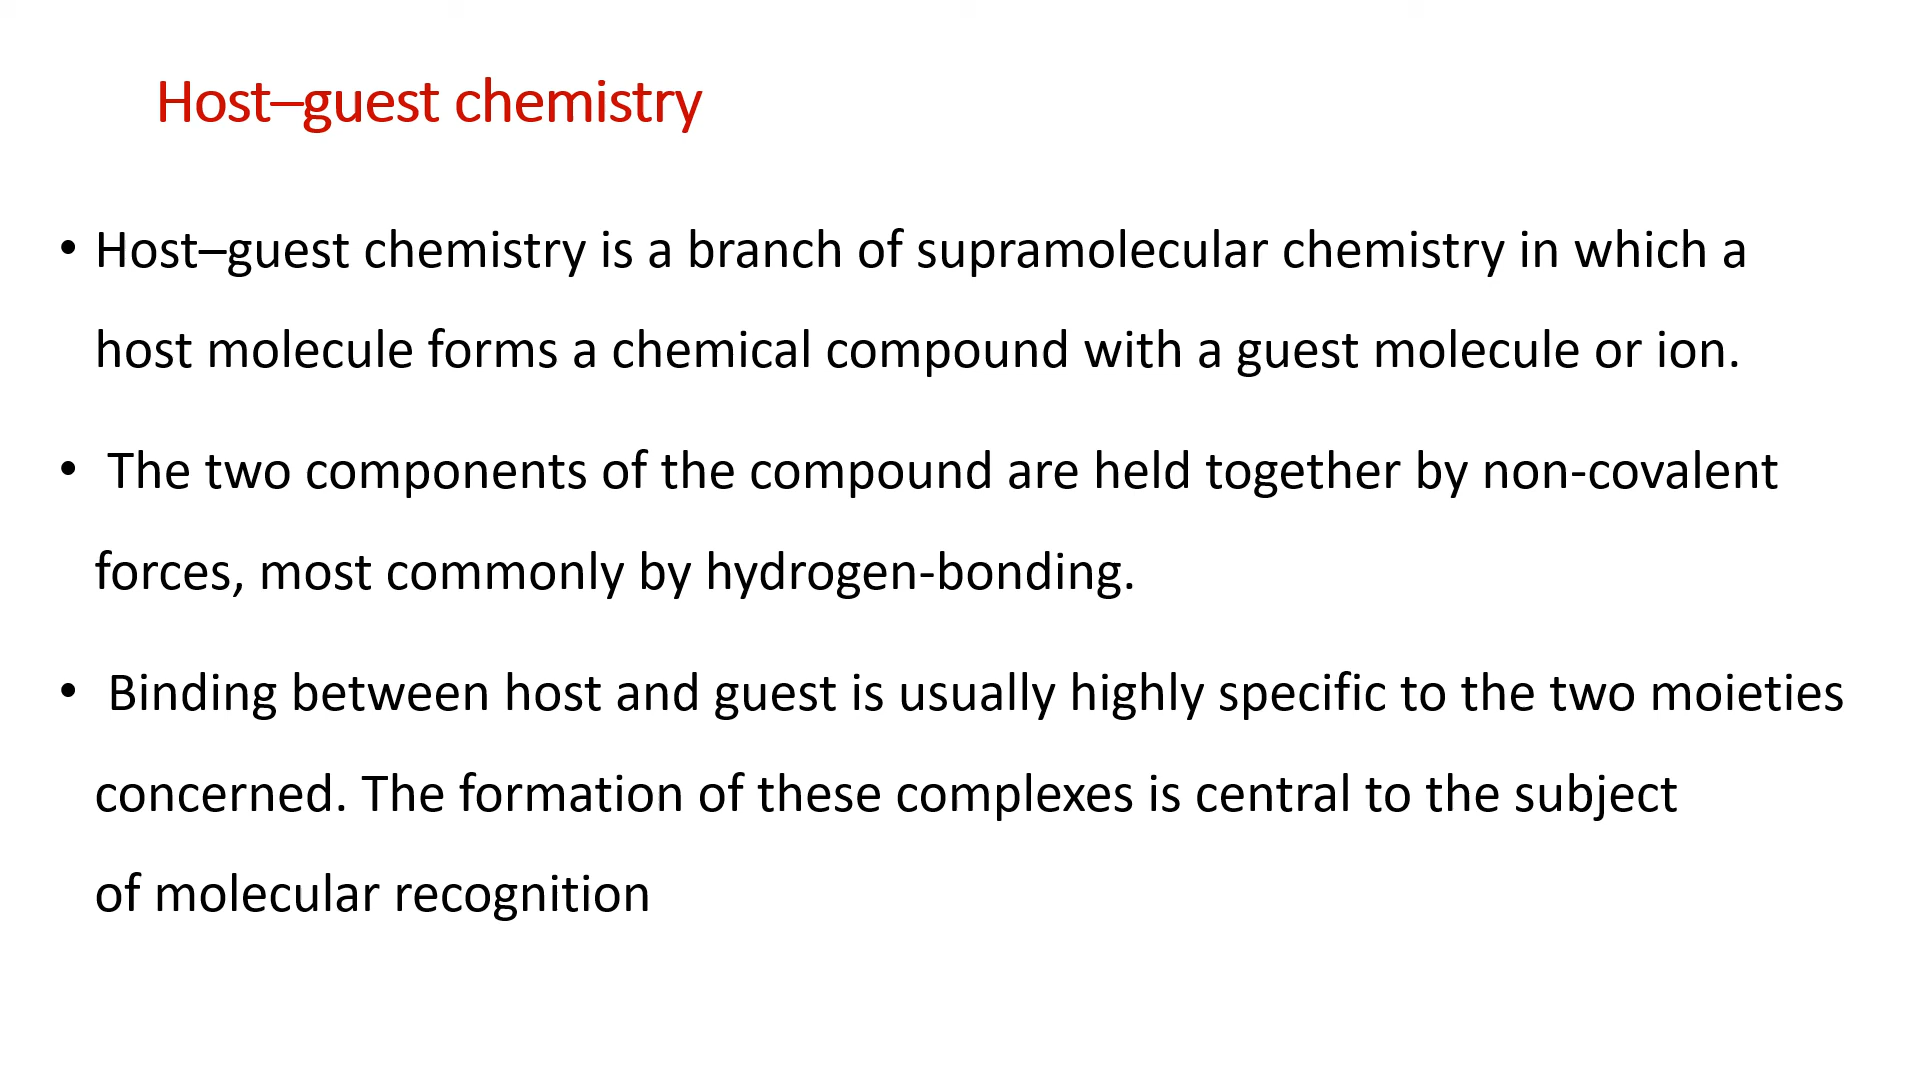 Host–guest chemistry
• Host–guest chemistry is a branch of supramolecular chemistry in which a
host molecule forms a chemical compound with a guest molecule or ion.
• The two components of the compound are held together by non-covalent
forces, most commonly by hydrogen-bonding.
• Binding between host and guest is usually highly specific to the two moieties
concerned. The formation of these complexes is central to the subject
of molecular recognition